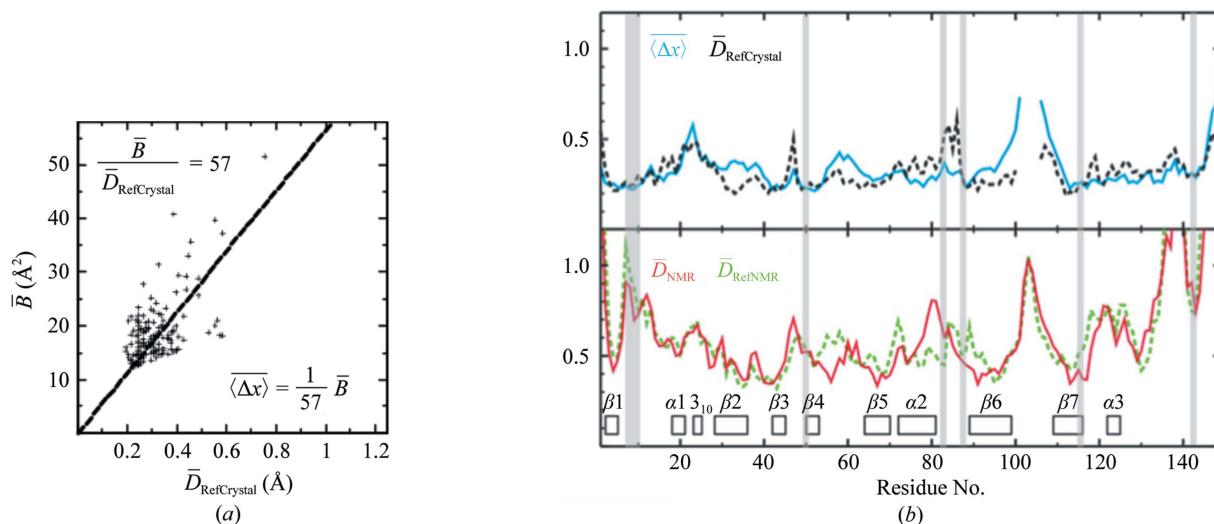 B̄ / D̄RefCrystal = 57
⟨Δx⟩ = 1/57 B̄
50
40
30
20
10
B̄ (Å²)
0
0.2 0.4 0.6 0.8 1 1.2
D̄RefCrystal (Å)
(a)
⟨Δx⟩ D̄RefCrystal
1.0
0.5
D̄NMR D̄RefNMR
1.0
0.5
β1 α1 3₁₀ β2 β3 β4 β5 α2 β6 β7 α3
20 40 60 80 100 120 140
Residue No.
(b)